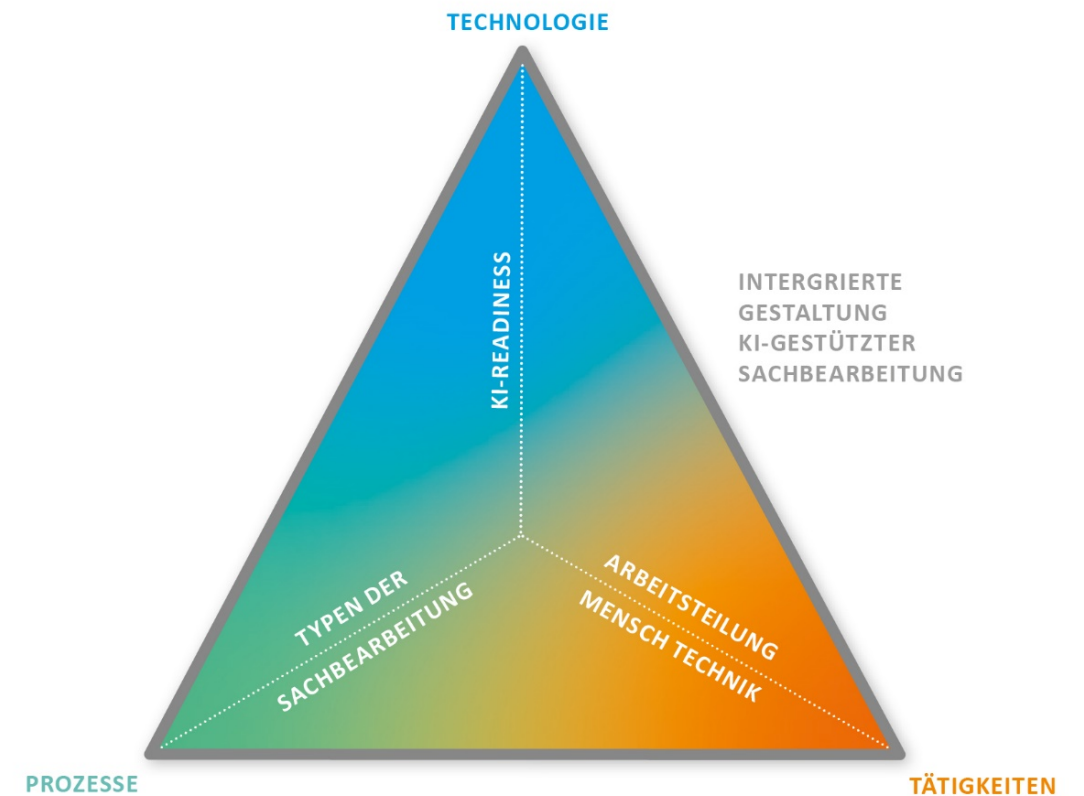 TECHNOLOGIE
KI-READINESS
INTERGRIERTE
GESTALTUNG
KI-GESTÜTZTER
SACHBEARBEITUNG
TYPEN DER
SACHBEARBEITUNG
ARBEITSTEILUNG
MENSCH TECHNIK
PROZESSE
TÄTIGKEITEN